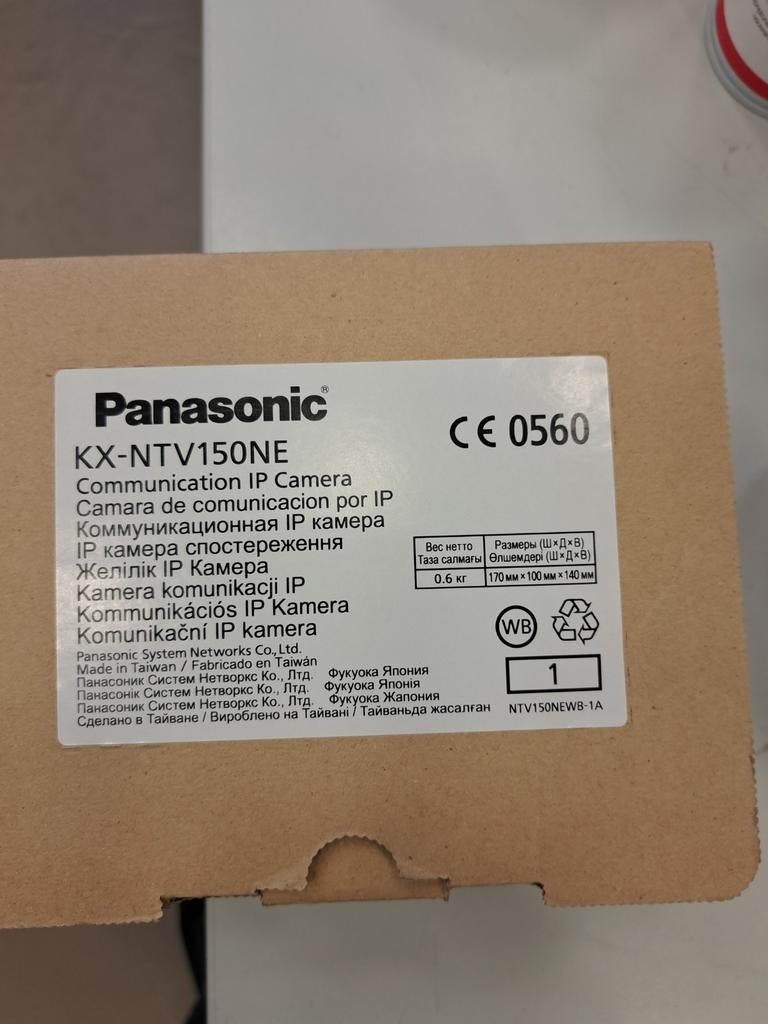 Panasonic®
KX-NTV150NE
CE 0560
Communication IP Camera
Camara de comunicacion por IP
Коммуникационная IP камера
IP камера спостереження
Желілік IP Камера
Kamera komunikacji IP
Kommunikációs IP Kamera
Komunikační IP kamera
Вес нетто
Таза салмағы
Размеры (Ш×Д×В)
Өлшемдері (Ш×Д×В)
0.6 кг
170 мм × 100 мм × 140 мм
WB
Panasonic System Networks Co., Ltd.
Made in Taiwan / Fabricado en Taiwán
Панасоник Систем Нетворкс Ко., Лтд. Фукуока Япония
Панасонік Систем Нетворкс Ко., Лтд. Фукуока Японія
Панасоник Систем Нетворкс Ко., Лтд. Фукуока Жапония
Сделано в Тайване / Вироблено на Тайвані / Тайваньда жасалған
1
NTV150NEWB-1A